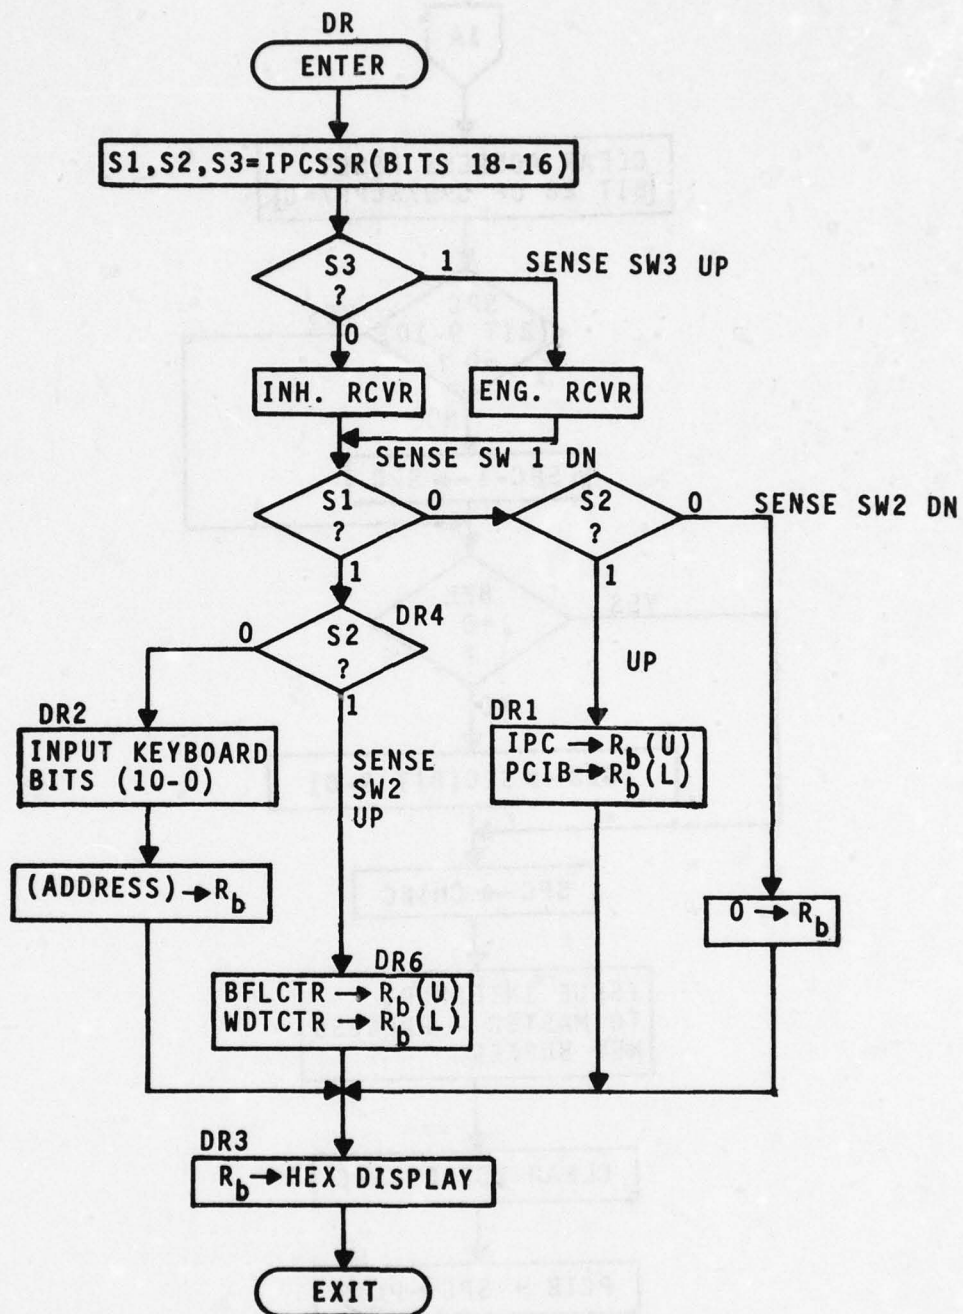 DR
ENTER
S1,S2,S3=IPCSSR(BITS 18-16)
S3
?
1
SENSE SW3 UP
0
INH. RCVR
ENG. RCVR
SENSE SW 1 DN
S1
?
0
S2
?
0
SENSE SW2 DN
1
1
DR4
0
S2
?
UP
1
DR2
INPUT KEYBOARD
BITS (10-0)
SENSE
SW2
UP
DR1
IPC → Rb(U)
PCIB → Rb(L)
(ADDRESS) → Rb
0 → Rb
DR6
BFLCTR → Rb(U)
WDTCTR → Rb(L)
DR3
Rb → HEX DISPLAY
EXIT